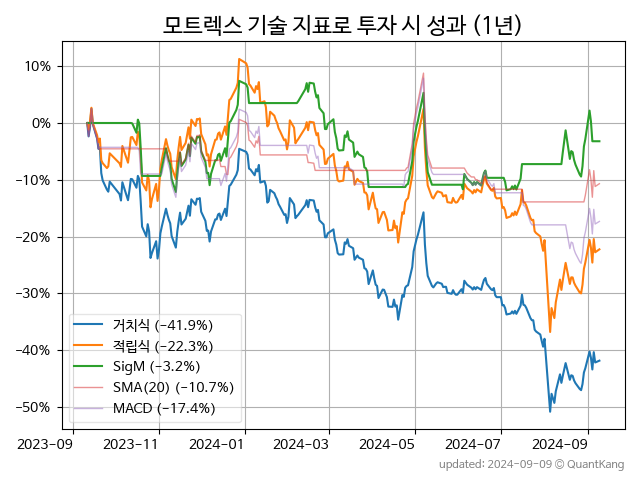 모트렉스 기술 지표로 투자 시 성과 (1년)
10%
0%
−10%
−20%
−30%
−40%
−50%
거치식 (−41.9%)
적립식 (−22.3%)
SigM (−3.2%)
SMA(20) (−10.7%)
MACD (−17.4%)
2023-09 2023-11 2024-01 2024-03 2024-05 2024-07 2024-09
updated: 2024-09-09 © QuantKang